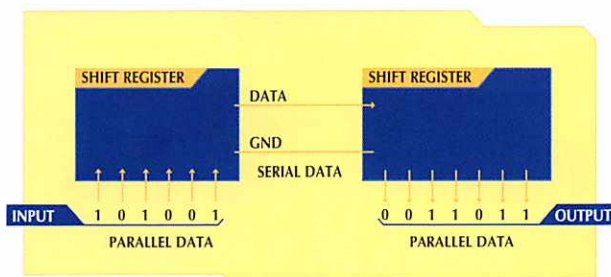 SHIFT REGISTER
SHIFT REGISTER
DATA
GND
SERIAL DATA
INPUT 1 0 1 0 0 1
0 0 1 1 0 1 1 OUTPUT
PARALLEL DATA
PARALLEL DATA